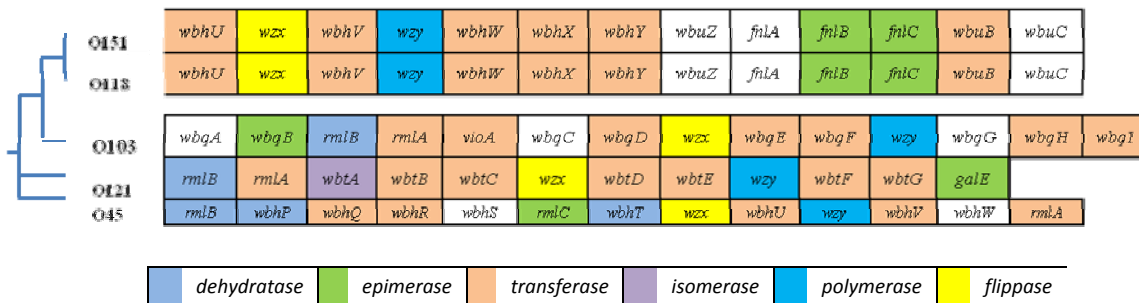 O151 wbhU wzx wbhV wzy wbhW wbhX wbhY wbuZ fnlA fnlB fnlC wbuB wbuC
O118 wbhU wzx wbhV wzy wbhW wbhX wbhY wbuZ fnlA fnlB fnlC wbuB wbuC
O103 wbqA wbqB rmlB rmlA vioA wbqC wbqD wzx wbqE wbqF wzy wbqG wbqH wbqI
O121 rmlB rmlA wbtA wbtB wbtC wzx wbtD wbtE wzy wbtF wbtG galE
O45 rmlB wbhP wbhQ wbhR wbhS rmlC wbhT wzx wbhU wzy wbhV wbhW rmlA
dehydratase epimerase transferase isomerase polymerase flippase